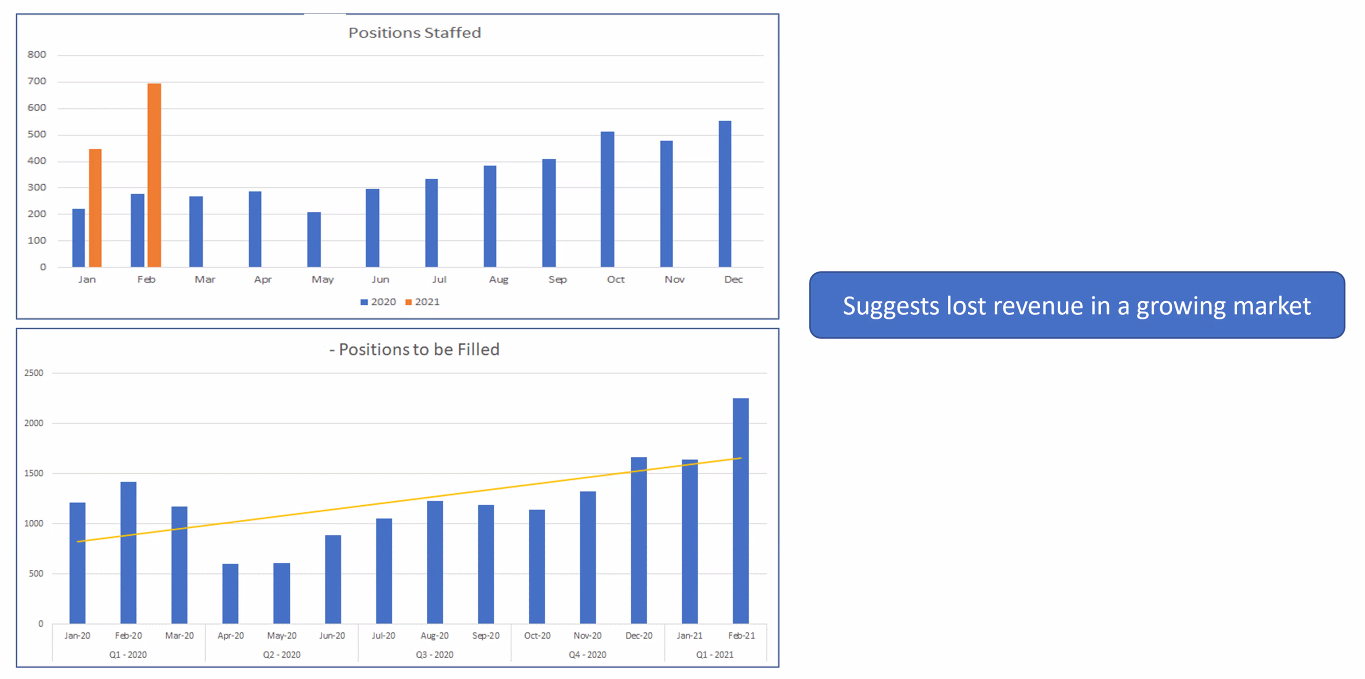 Positions Staffed
800
700
600
500
400
300
200
100
0
Jan Feb Mar Apr May Jun Jul Aug Sep Oct Nov Dec
2020 2021
Suggests lost revenue in a growing market
- Positions to be Filled
2500
2000
1500
1000
500
0
Jan-20 Feb-20 Mar-20 Apr-20 May-20 Jun-20 Jul-20 Aug-20 Sep-20 Oct-20 Nov-20 Dec-20 Jan-21 Feb-21
Q1 - 2020 Q2 - 2020 Q3 - 2020 Q4 - 2020 Q1 - 2021